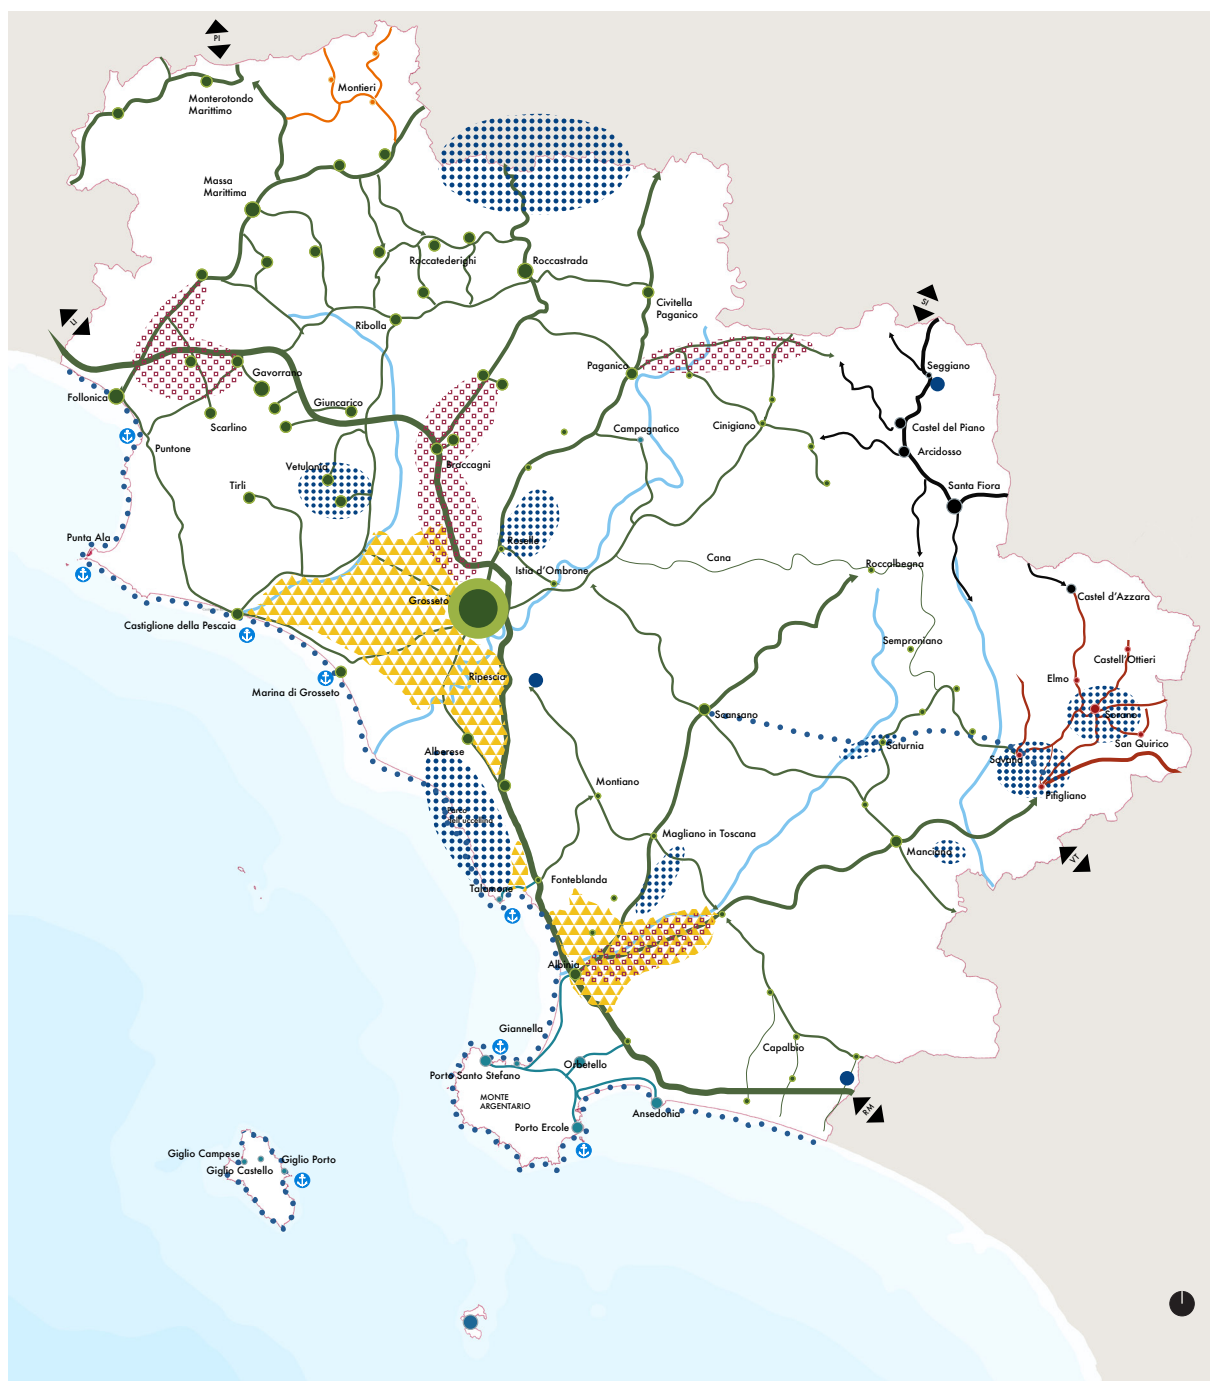 PI
Montieri
Monterotondo
Marittimo
Massa
Marittima
Roccatederighi
Roccastrada
SI
Civitella
Paganico
LI
Ribolla
Paganico
Seggiano
Gavorrano
Follonica
Giuncarico
Scarlino
Campagnatico
Cinigiano
Castel del Piano
Puntone
Arcidosso
Braccagni
Vetulonia
Tirli
Santa Fiora
Punta Ala
Roselle
Cana
Roccalbegna
Istia d'Ombrone
Castel d'Azzara
Grosseto
Castiglione della Pescaia
Semproniano
Castell'Ottieri
Ripescia
Elmo
Marina di Grosseto
Scansano
Sorano
San Quirico
Alberese
Saturnia
Sovana
Montiano
Pitigliano
Parco
dell'uccellina
Magliano in Toscana
Manciano
VT
Talamone
Fonteblanda
Albinia
Giannella
Capalbio
Orbetello
Porto Santo Stefano
MONTE
ARGENTARIO
Ansedonia
RM
Porto Ercole
Giglio Campese
Giglio Porto
Giglio Castello